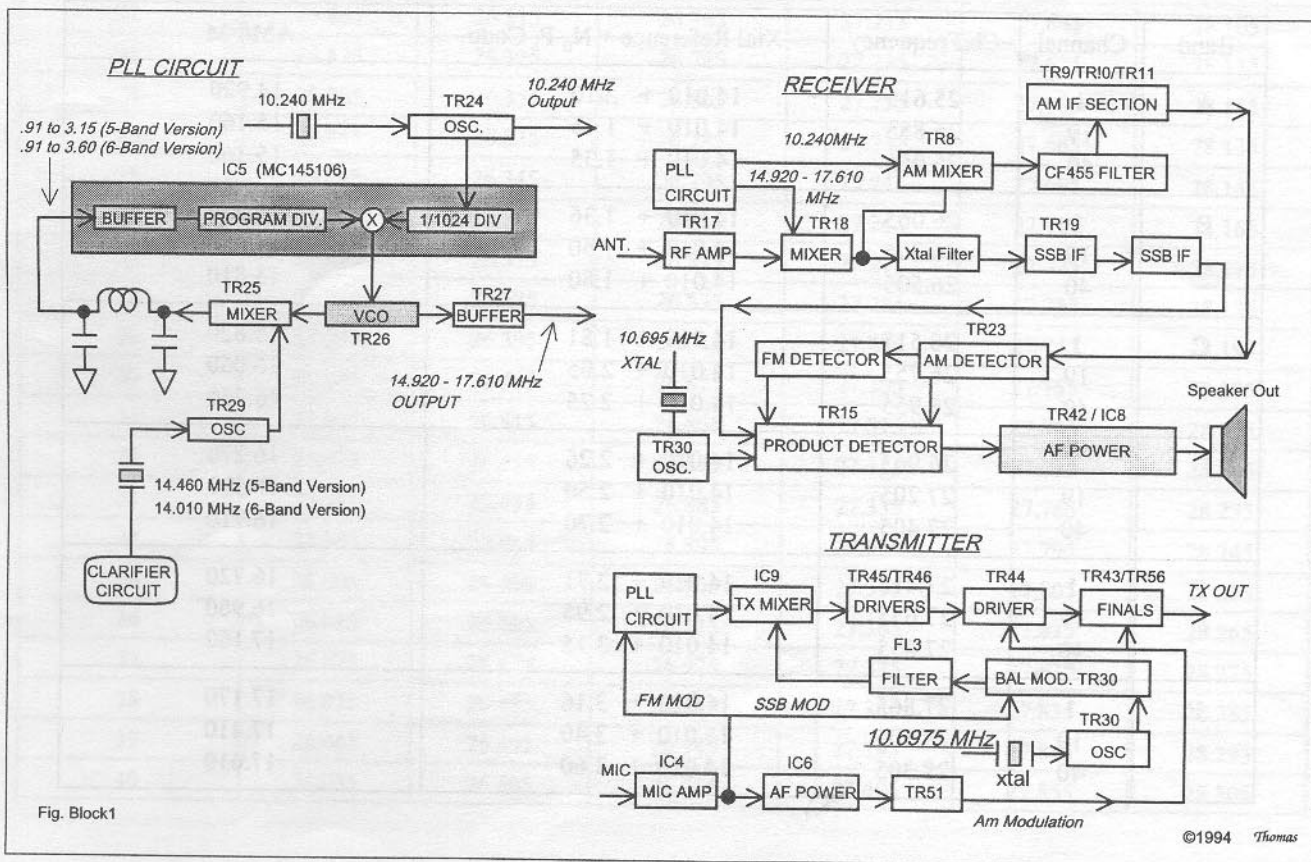 PLL CIRCUIT
10.240 MHz
TR24
OSC.
10.240 MHz
Output
.91 to 3.15 (5-Band Version)
.91 to 3.60 (6-Band Version)
IC5 (MC145106)
BUFFER
PROGRAM DIV.
X
1/1024 DIV
TR25
MIXER
VCO
TR26
TR27
BUFFER
14.920 - 17.610 MHz
OUTPUT
TR29
OSC
14.460 MHz (5-Band Version)
14.010 MHz (6-Band Version)
CLARIFIER
CIRCUIT
RECEIVER
TR9/TR!0/TR11
AM IF SECTION
10.240MHz
TR8
AM MIXER
CF455 FILTER
PLL
CIRCUIT
14.920 - 17.610
MHz
ANT.
TR17
RF AMP
TR18
MIXER
Xtal Filter
TR19
SSB IF
SSB IF
10.695 MHz
XTAL
TR23
FM DETECTOR
AM DETECTOR
TR30
OSC.
TR15
PRODUCT DETECTOR
TR42 / IC8
AF POWER
Speaker Out
TRANSMITTER
PLL
CIRCUIT
IC9
TX MIXER
TR45/TR46
DRIVERS
TR44
DRIVER
TR43/TR56
FINALS
TX OUT
FL3
FILTER
BAL MOD. TR30
FM MOD
SSB MOD
10.6975 MHz
xtal
TR30
OSC
MIC
IC4
MIC AMP
IC6
AF POWER
TR51
Am Modulation
Fig. Block1
©1994 Thomas